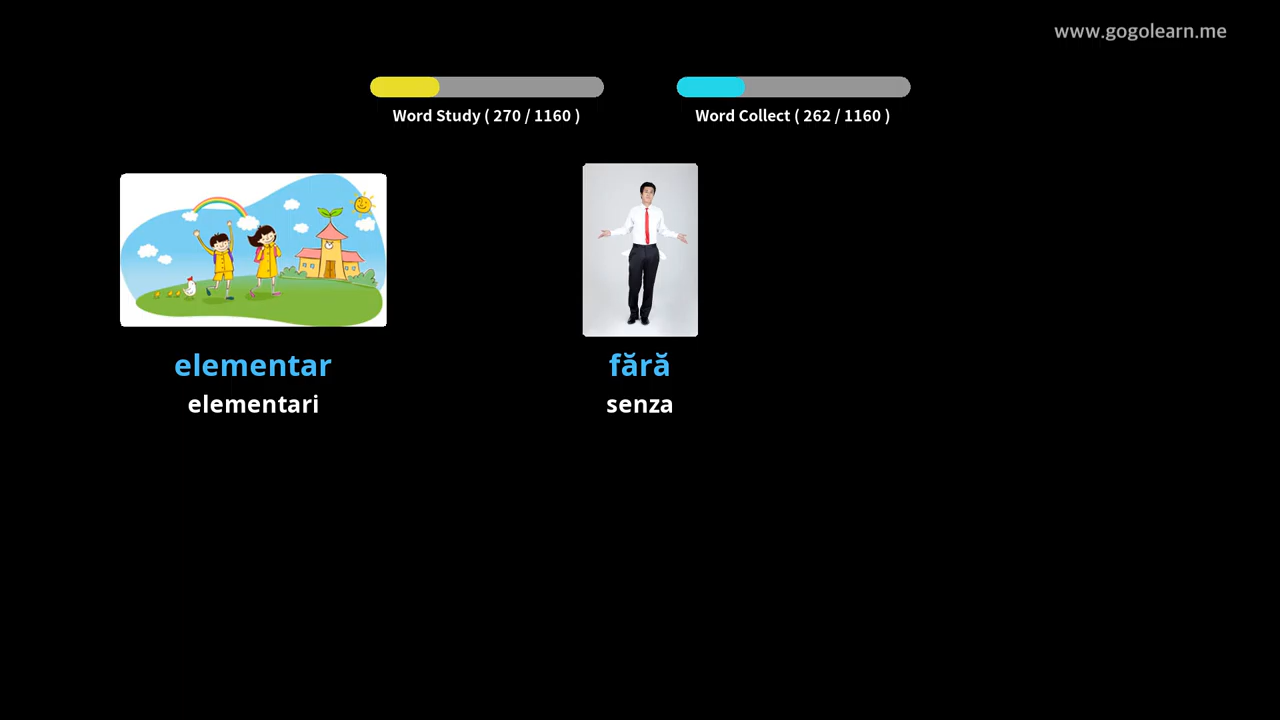 www.gogolearn.me
Word Study ( 270 / 1160 )
Word Collect ( 262 / 1160 )
elementar
elementari
fără
senza